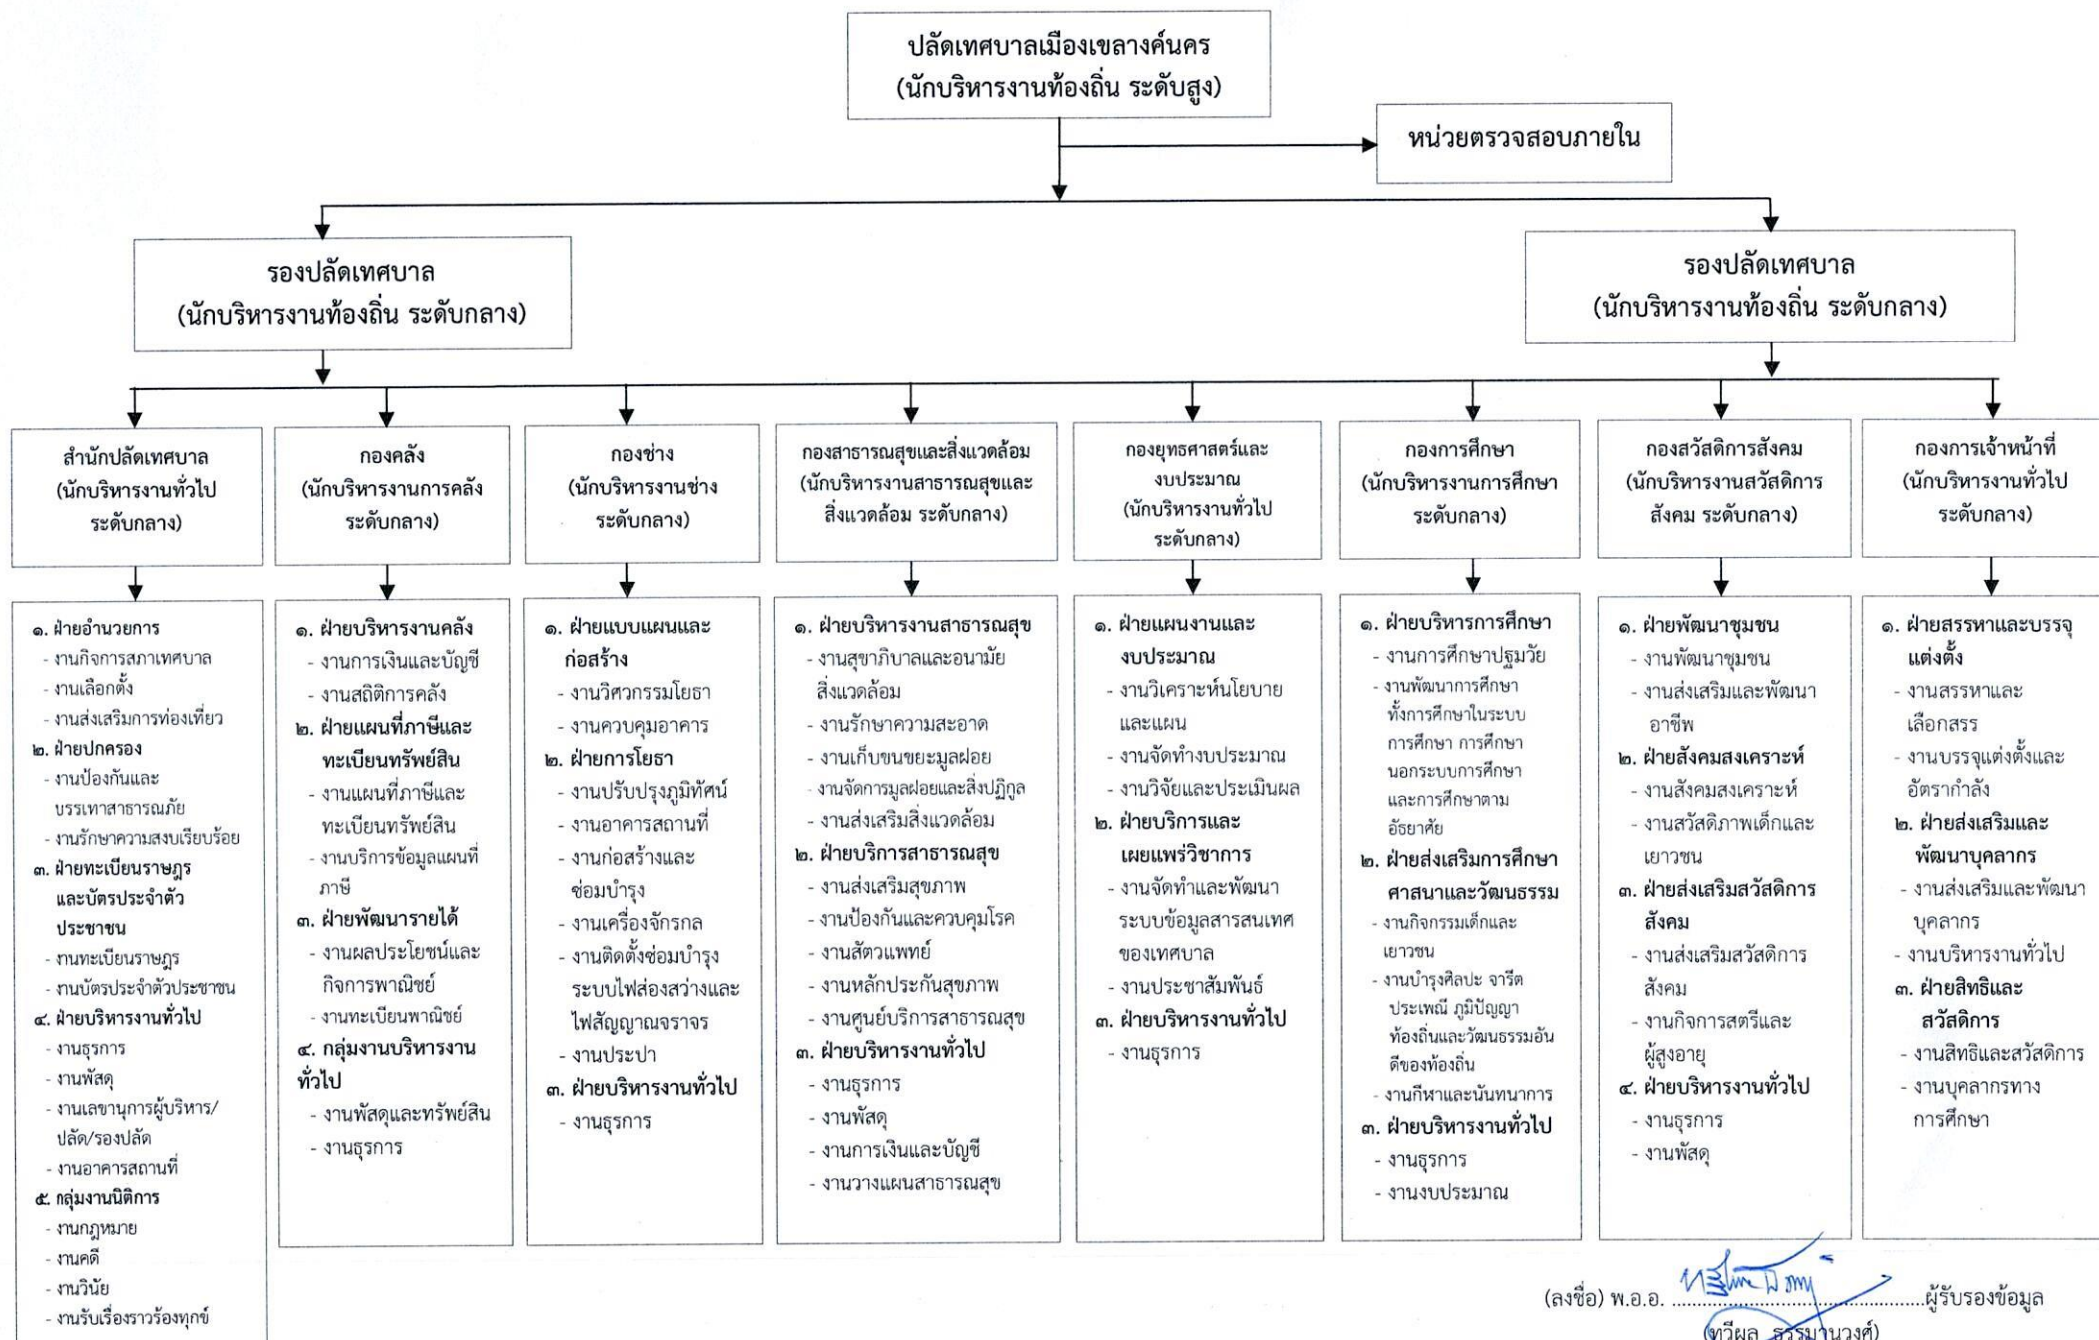 ปลัดเทศบาลเมืองเขลางค์นคร
(นักบริหารงานท้องถิ่น ระดับสูง)
หน่วยตรวจสอบภายใน
รองปลัดเทศบาล
(นักบริหารงานท้องถิ่น ระดับกลาง)
รองปลัดเทศบาล
(นักบริหารงานท้องถิ่น ระดับกลาง)
สำนักปลัดเทศบาล
(นักบริหารงานทั่วไป
ระดับกลาง)
กองคลัง
(นักบริหารงานการคลัง
ระดับกลาง)
กองช่าง
(นักบริหารงานช่าง
ระดับกลาง)
กองสาธารณสุขและสิ่งแวดล้อม
(นักบริหารงานสาธารณสุขและ
สิ่งแวดล้อม ระดับกลาง)
กองยุทธศาสตร์และ
งบประมาณ
(นักบริหารงานทั่วไป
ระดับกลาง)
กองการศึกษา
(นักบริหารงานการศึกษา
ระดับกลาง)
กองสวัสดิการสังคม
(นักบริหารงานสวัสดิการ
สังคม ระดับกลาง)
กองการเจ้าหน้าที่
(นักบริหารงานทั่วไป
ระดับกลาง)
๑. ฝ่ายอำนวยการ
- งานกิจการสภาเทศบาล
- งานเลือกตั้ง
- งานส่งเสริมการท่องเที่ยว
๒. ฝ่ายปกครอง
- งานป้องกันและ
บรรเทาสาธารณภัย
- งานรักษาความสงบเรียบร้อย
๓. ฝ่ายทะเบียนราษฎร
และบัตรประจำตัว
ประชาชน
- งานทะเบียนราษฎร
- งานบัตรประจำตัวประชาชน
๔. ฝ่ายบริหารงานทั่วไป
- งานธุรการ
- งานพัสดุ
- งานเลขานุการผู้บริหาร/
ปลัด/รองปลัด
- งานอาคารสถานที่
๕. กลุ่มงานนิติการ
- งานกฎหมาย
- งานคดี
- งานวินัย
- งานรับเรื่องราวร้องทุกข์
๑. ฝ่ายบริหารงานคลัง
- งานการเงินและบัญชี
- งานสถิติการคลัง
๒. ฝ่ายแผนที่ภาษีและ
ทะเบียนทรัพย์สิน
- งานแผนที่ภาษีและ
ทะเบียนทรัพย์สิน
- งานบริการข้อมูลแผนที่
ภาษี
๓. ฝ่ายพัฒนารายได้
- งานผลประโยชน์และ
กิจการพาณิชย์
- งานทะเบียนพาณิชย์
๔. กลุ่มงานบริหารงาน
ทั่วไป
- งานพัสดุและทรัพย์สิน
- งานธุรการ
๑. ฝ่ายแบบแผนและ
ก่อสร้าง
- งานวิศวกรรมโยธา
- งานควบคุมอาคาร
๒. ฝ่ายการโยธา
- งานปรับปรุงภูมิทัศน์
- งานอาคารสถานที่
- งานก่อสร้างและ
ซ่อมบำรุง
- งานเครื่องจักรกล
- งานติดตั้งซ่อมบำรุง
ระบบไฟส่องสว่างและ
ไฟสัญญาณจราจร
- งานประปา
๓. ฝ่ายบริหารงานทั่วไป
- งานธุรการ
๑. ฝ่ายบริหารงานสาธารณสุข
- งานสุขาภิบาลและอนามัย
สิ่งแวดล้อม
- งานรักษาความสะอาด
- งานเก็บขนขยะมูลฝอย
- งานจัดการมูลฝอยและสิ่งปฏิกูล
- งานส่งเสริมสิ่งแวดล้อม
๒. ฝ่ายบริการสาธารณสุข
- งานส่งเสริมสุขภาพ
- งานป้องกันและควบคุมโรค
- งานสัตวแพทย์
- งานหลักประกันสุขภาพ
- งานศูนย์บริการสาธารณสุข
๓. ฝ่ายบริหารงานทั่วไป
- งานธุรการ
- งานพัสดุ
- งานการเงินและบัญชี
- งานวางแผนสาธารณสุข
๑. ฝ่ายแผนงานและ
งบประมาณ
- งานวิเคราะห์นโยบาย
และแผน
- งานจัดทำงบประมาณ
- งานวิจัยและประเมินผล
๒. ฝ่ายบริการและ
เผยแพร่วิชาการ
- งานจัดทำและพัฒนา
ระบบข้อมูลสารสนเทศ
ของเทศบาล
- งานประชาสัมพันธ์
๓. ฝ่ายบริหารงานทั่วไป
- งานธุรการ
๑. ฝ่ายบริหารการศึกษา
- งานการศึกษาปฐมวัย
- งานพัฒนาการศึกษา
ทั้งการศึกษาในระบบ
การศึกษา การศึกษา
นอกระบบการศึกษา
และการศึกษาตาม
อัธยาศัย
๒. ฝ่ายส่งเสริมการศึกษา
ศาสนาและวัฒนธรรม
- งานกิจกรรมเด็กและ
เยาวชน
- งานบำรุงศิลปะ จารีต
ประเพณี ภูมิปัญญา
ท้องถิ่นและวัฒนธรรมอัน
ดีของท้องถิ่น
- งานกีฬาและนันทนาการ
๓. ฝ่ายบริหารงานทั่วไป
- งานธุรการ
- งานงบประมาณ
๑. ฝ่ายพัฒนาชุมชน
- งานพัฒนาชุมชน
- งานส่งเสริมและพัฒนา
อาชีพ
๒. ฝ่ายสังคมสงเคราะห์
- งานสังคมสงเคราะห์
- งานสวัสดิภาพเด็กและ
เยาวชน
๓. ฝ่ายส่งเสริมสวัสดิการ
สังคม
- งานส่งเสริมสวัสดิการ
สังคม
- งานกิจการสตรีและ
ผู้สูงอายุ
๔. ฝ่ายบริหารงานทั่วไป
- งานธุรการ
- งานพัสดุ
๑. ฝ่ายสรรหาและบรรจุ
แต่งตั้ง
- งานสรรหาและ
เลือกสรร
- งานบรรจุแต่งตั้งและ
อัตรากำลัง
๒. ฝ่ายส่งเสริมและ
พัฒนาบุคลากร
- งานส่งเสริมและพัฒนา
บุคลากร
- งานบริหารงานทั่วไป
๓. ฝ่ายสิทธิและ
สวัสดิการ
- งานสิทธิและสวัสดิการ
- งานบุคลากรทาง
การศึกษา
(ลงชื่อ) พ.อ.อ. ........................................ผู้รับรองข้อมูล
(ทวีผล ธรรมานวงศ์)